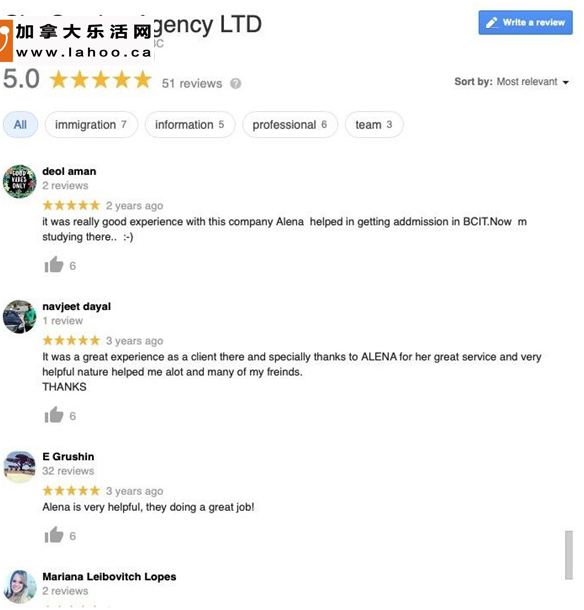 加拿大乐活网
www.lahoo.ca
gency LTD
Write a review
5.0
51 reviews
Sort by: Most relevant
All
immigration 7
information 5
professional 6
team 3
GOOD
VIBES
ONLY
deol aman
2 reviews
2 years ago
it was really good experience with this company Alena helped in getting addmission in BCIT.Now m
studying there.. :-)
6
navjeet dayal
1 review
3 years ago
It was a great experience as a client there and specially thanks to ALENA for her great service and very
helpful nature helped me alot and many of my freinds.
THANKS
6
E Grushin
32 reviews
3 years ago
Alena is very helpful, they doing a great job!
6
Mariana Leibovitch Lopes
2 reviews